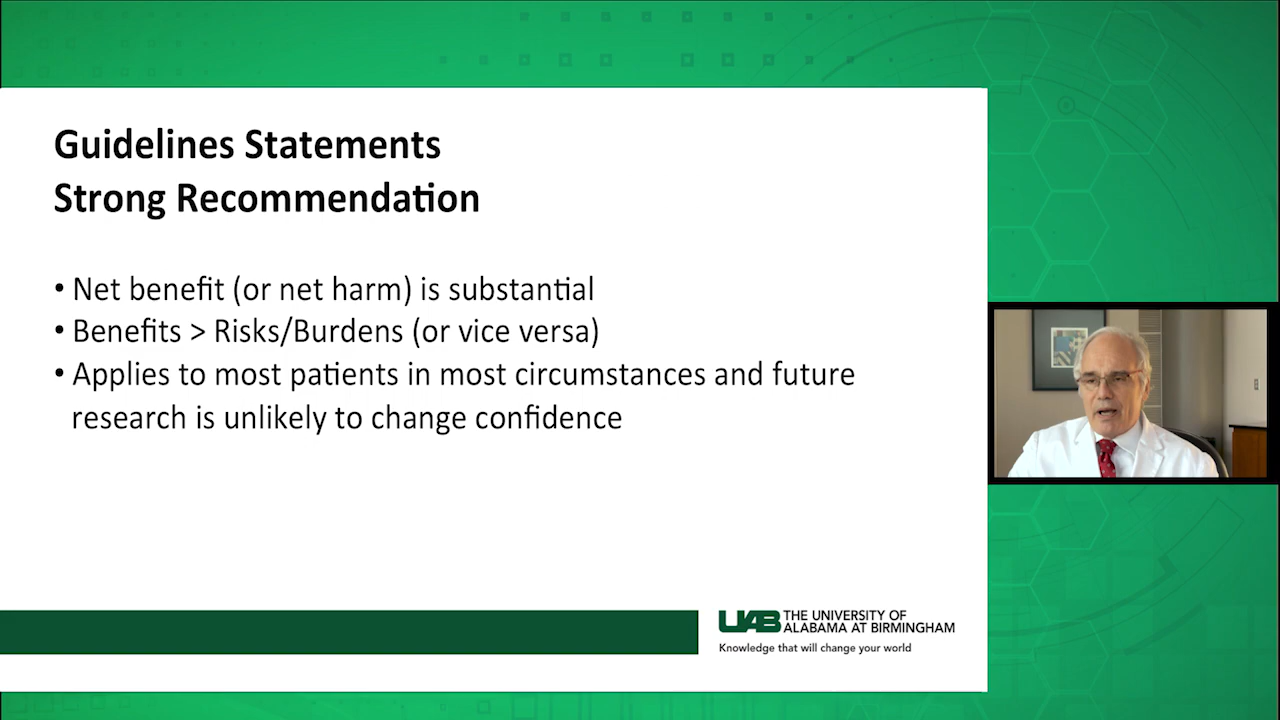 Guidelines Statements
Strong Recommendation
• Net benefit (or net harm) is substantial
• Benefits > Risks/Burdens (or vice versa)
• Applies to most patients in most circumstances and future
research is unlikely to change confidence
UAB THE UNIVERSITY OF
ALABAMA AT BIRMINGHAM
Knowledge that will change your world